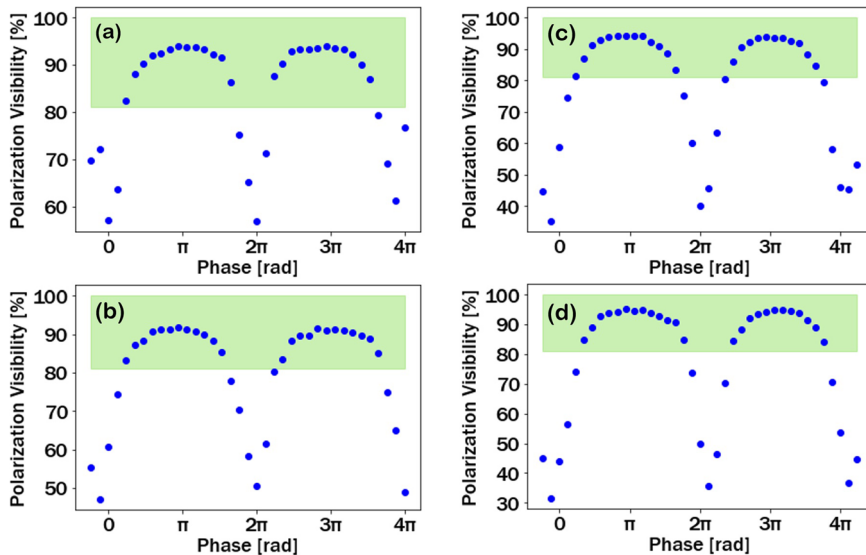 (a)
Polarization Visibility [%]
100
90
80
70
60
0 π 2π 3π 4π
Phase [rad]
(c)
Polarization Visibility [%]
100
90
80
70
60
50
40
0 π 2π 3π 4π
Phase [rad]
(b)
Polarization Visibility [%]
100
90
80
70
60
50
0 π 2π 3π 4π
Phase [rad]
(d)
Polarization Visibility [%]
100
90
80
70
60
50
40
30
0 π 2π 3π 4π
Phase [rad]